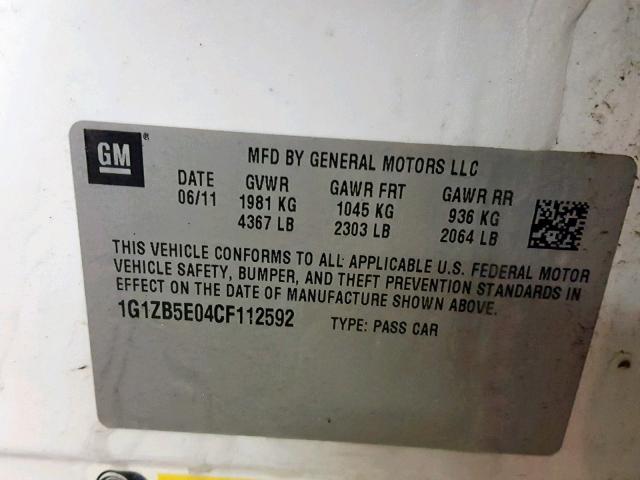 GM®
MFD BY GENERAL MOTORS LLC
DATE GVWR GAWR FRT GAWR RR
06/11 1981 KG 1045 KG 936 KG
4367 LB 2303 LB 2064 LB
THIS VEHICLE CONFORMS TO ALL APPLICABLE U.S. FEDERAL MOTOR
VEHICLE SAFETY, BUMPER, AND THEFT PREVENTION STANDARDS IN
EFFECT ON THE DATE OF MANUFACTURE SHOWN ABOVE.
1G1ZB5E04CF112592 TYPE: PASS CAR